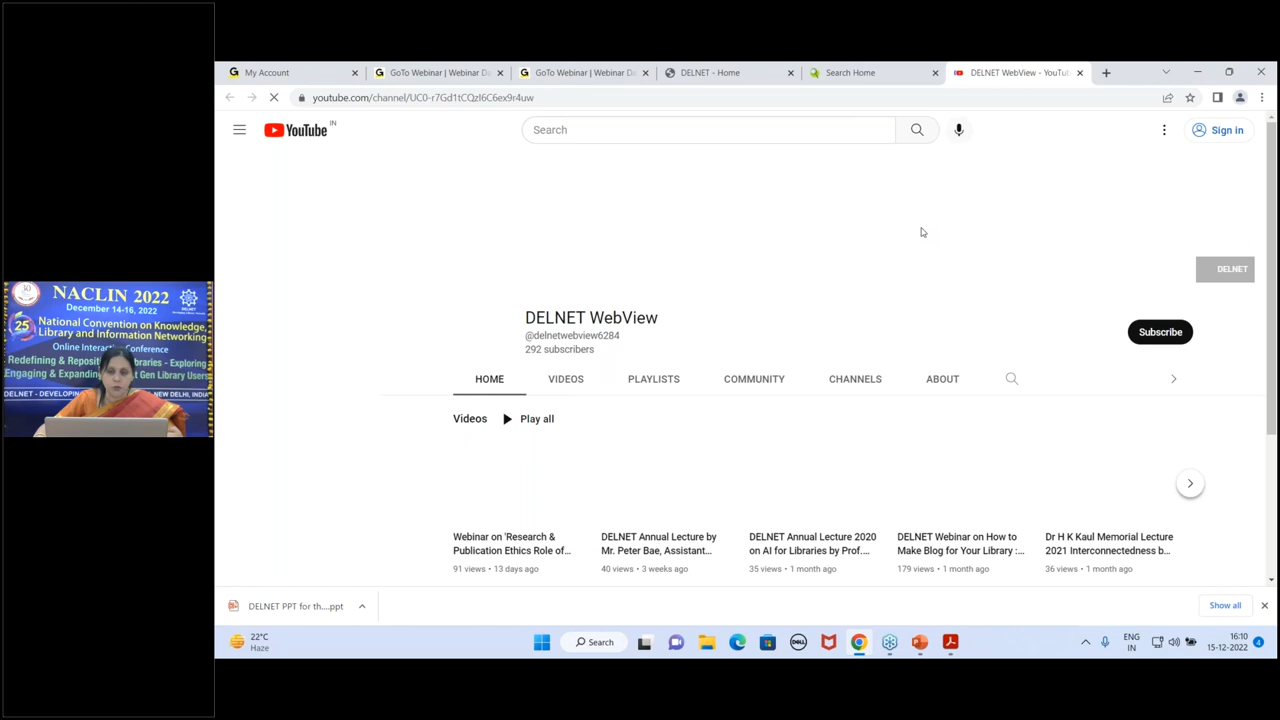 My Account
GoTo Webinar | Webinar Da
GoTo Webinar | Webinar Da
DELNET - Home
Search Home
DELNET WebView - YouTu
youtube.com/channel/UC0-r7Gd1tCQzI6C6ex9r4uw
YouTube IN
Search
Sign in
DELNET
DELNET WebView
@delnetwebview6284
292 subscribers
Subscribe
HOME VIDEOS PLAYLISTS COMMUNITY CHANNELS ABOUT
Videos Play all
Webinar on 'Research &
Publication Ethics Role of...
91 views • 13 days ago
DELNET Annual Lecture by
Mr. Peter Bae, Assistant...
40 views • 3 weeks ago
DELNET Annual Lecture 2020
on AI for Libraries by Prof....
35 views • 1 month ago
DELNET Webinar on How to
Make Blog for Your Library :...
179 views • 1 month ago
Dr H K Kaul Memorial Lecture
2021 Interconnectedness b...
36 views • 1 month ago
DELNET PPT for th....ppt
Show all
22°C
Haze
Search
DELL
ENG
IN
16:10
15-12-2022
4
NACLIN 2022
December 14-16, 2022
25
National Convention on Knowledge,
Library and Information Networking
Online Interac Conference
Redefining & Reposit braries - Exploring
Engaging & Expandin t Gen Library Users
DELNET - DEVELOPIN NEW DELHI, INDIA